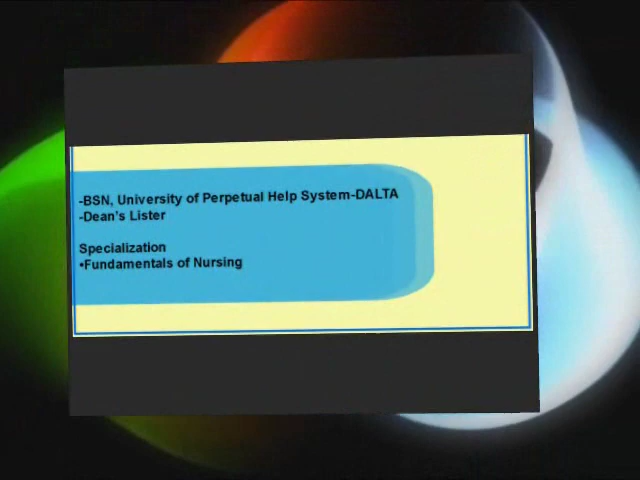 -BSN, University of Perpetual Help System-DALTA
-Dean's Lister
Specialization
•Fundamentals of Nursing